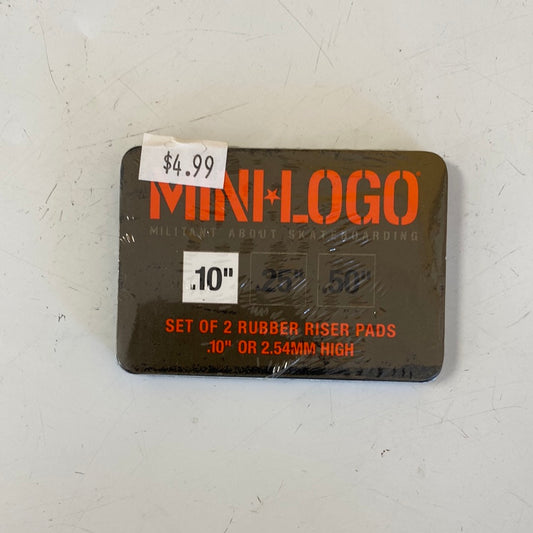 $4.99
MINI★LOGO®
MILITANT ABOUT SKATEBOARDING
.10" .25" .50"
SET OF 2 RUBBER RISER PADS
.10" OR 2.54MM HIGH